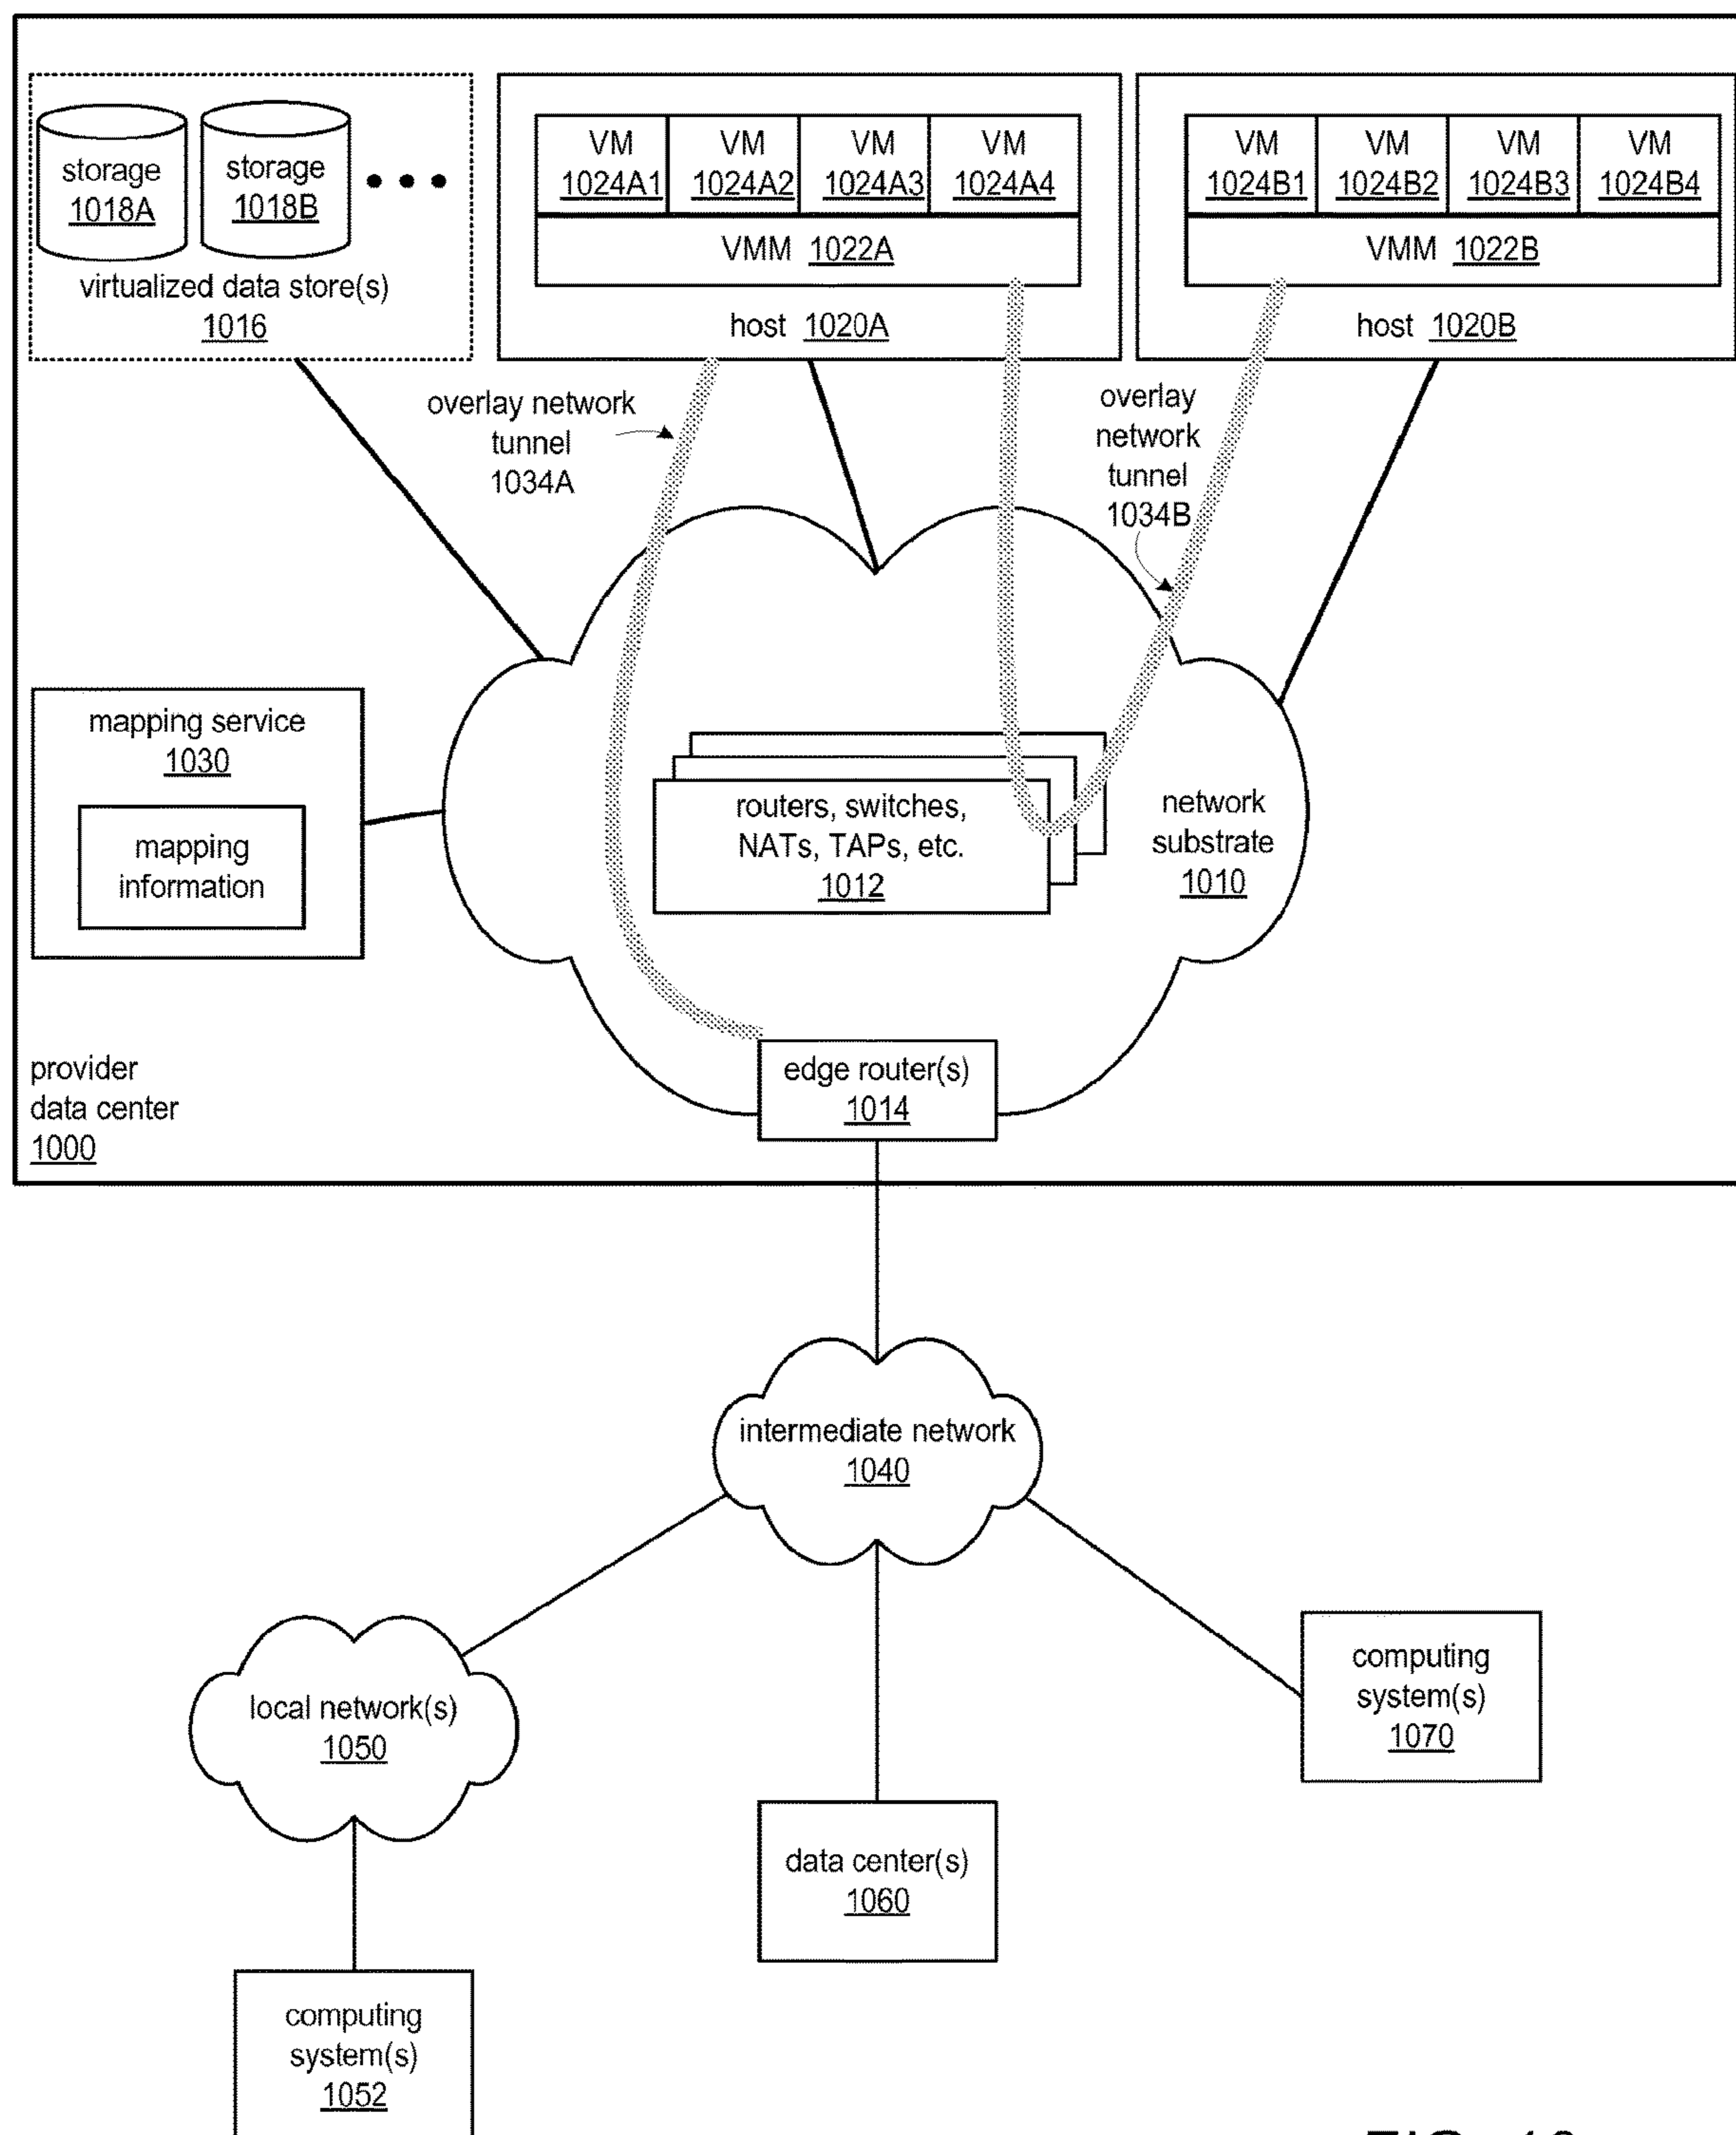 storage
1018A
storage
1018B
virtualized data store(s)
1016
VM
1024A1
VM
1024A2
VM
1024A3
VM
1024A4
VMM 1022A
host 1020A
VM
1024B1
VM
1024B2
VM
1024B3
VM
1024B4
VMM 1022B
host 1020B
overlay network
tunnel
1034A
overlay
network
tunnel
1034B
mapping service
1030
mapping
information
routers, switches,
NATs, TAPs, etc.
1012
network
substrate
1010
edge router(s)
1014
provider
data center
1000
intermediate network
1040
local network(s)
1050
computing
system(s)
1070
data center(s)
1060
computing
system(s)
1052